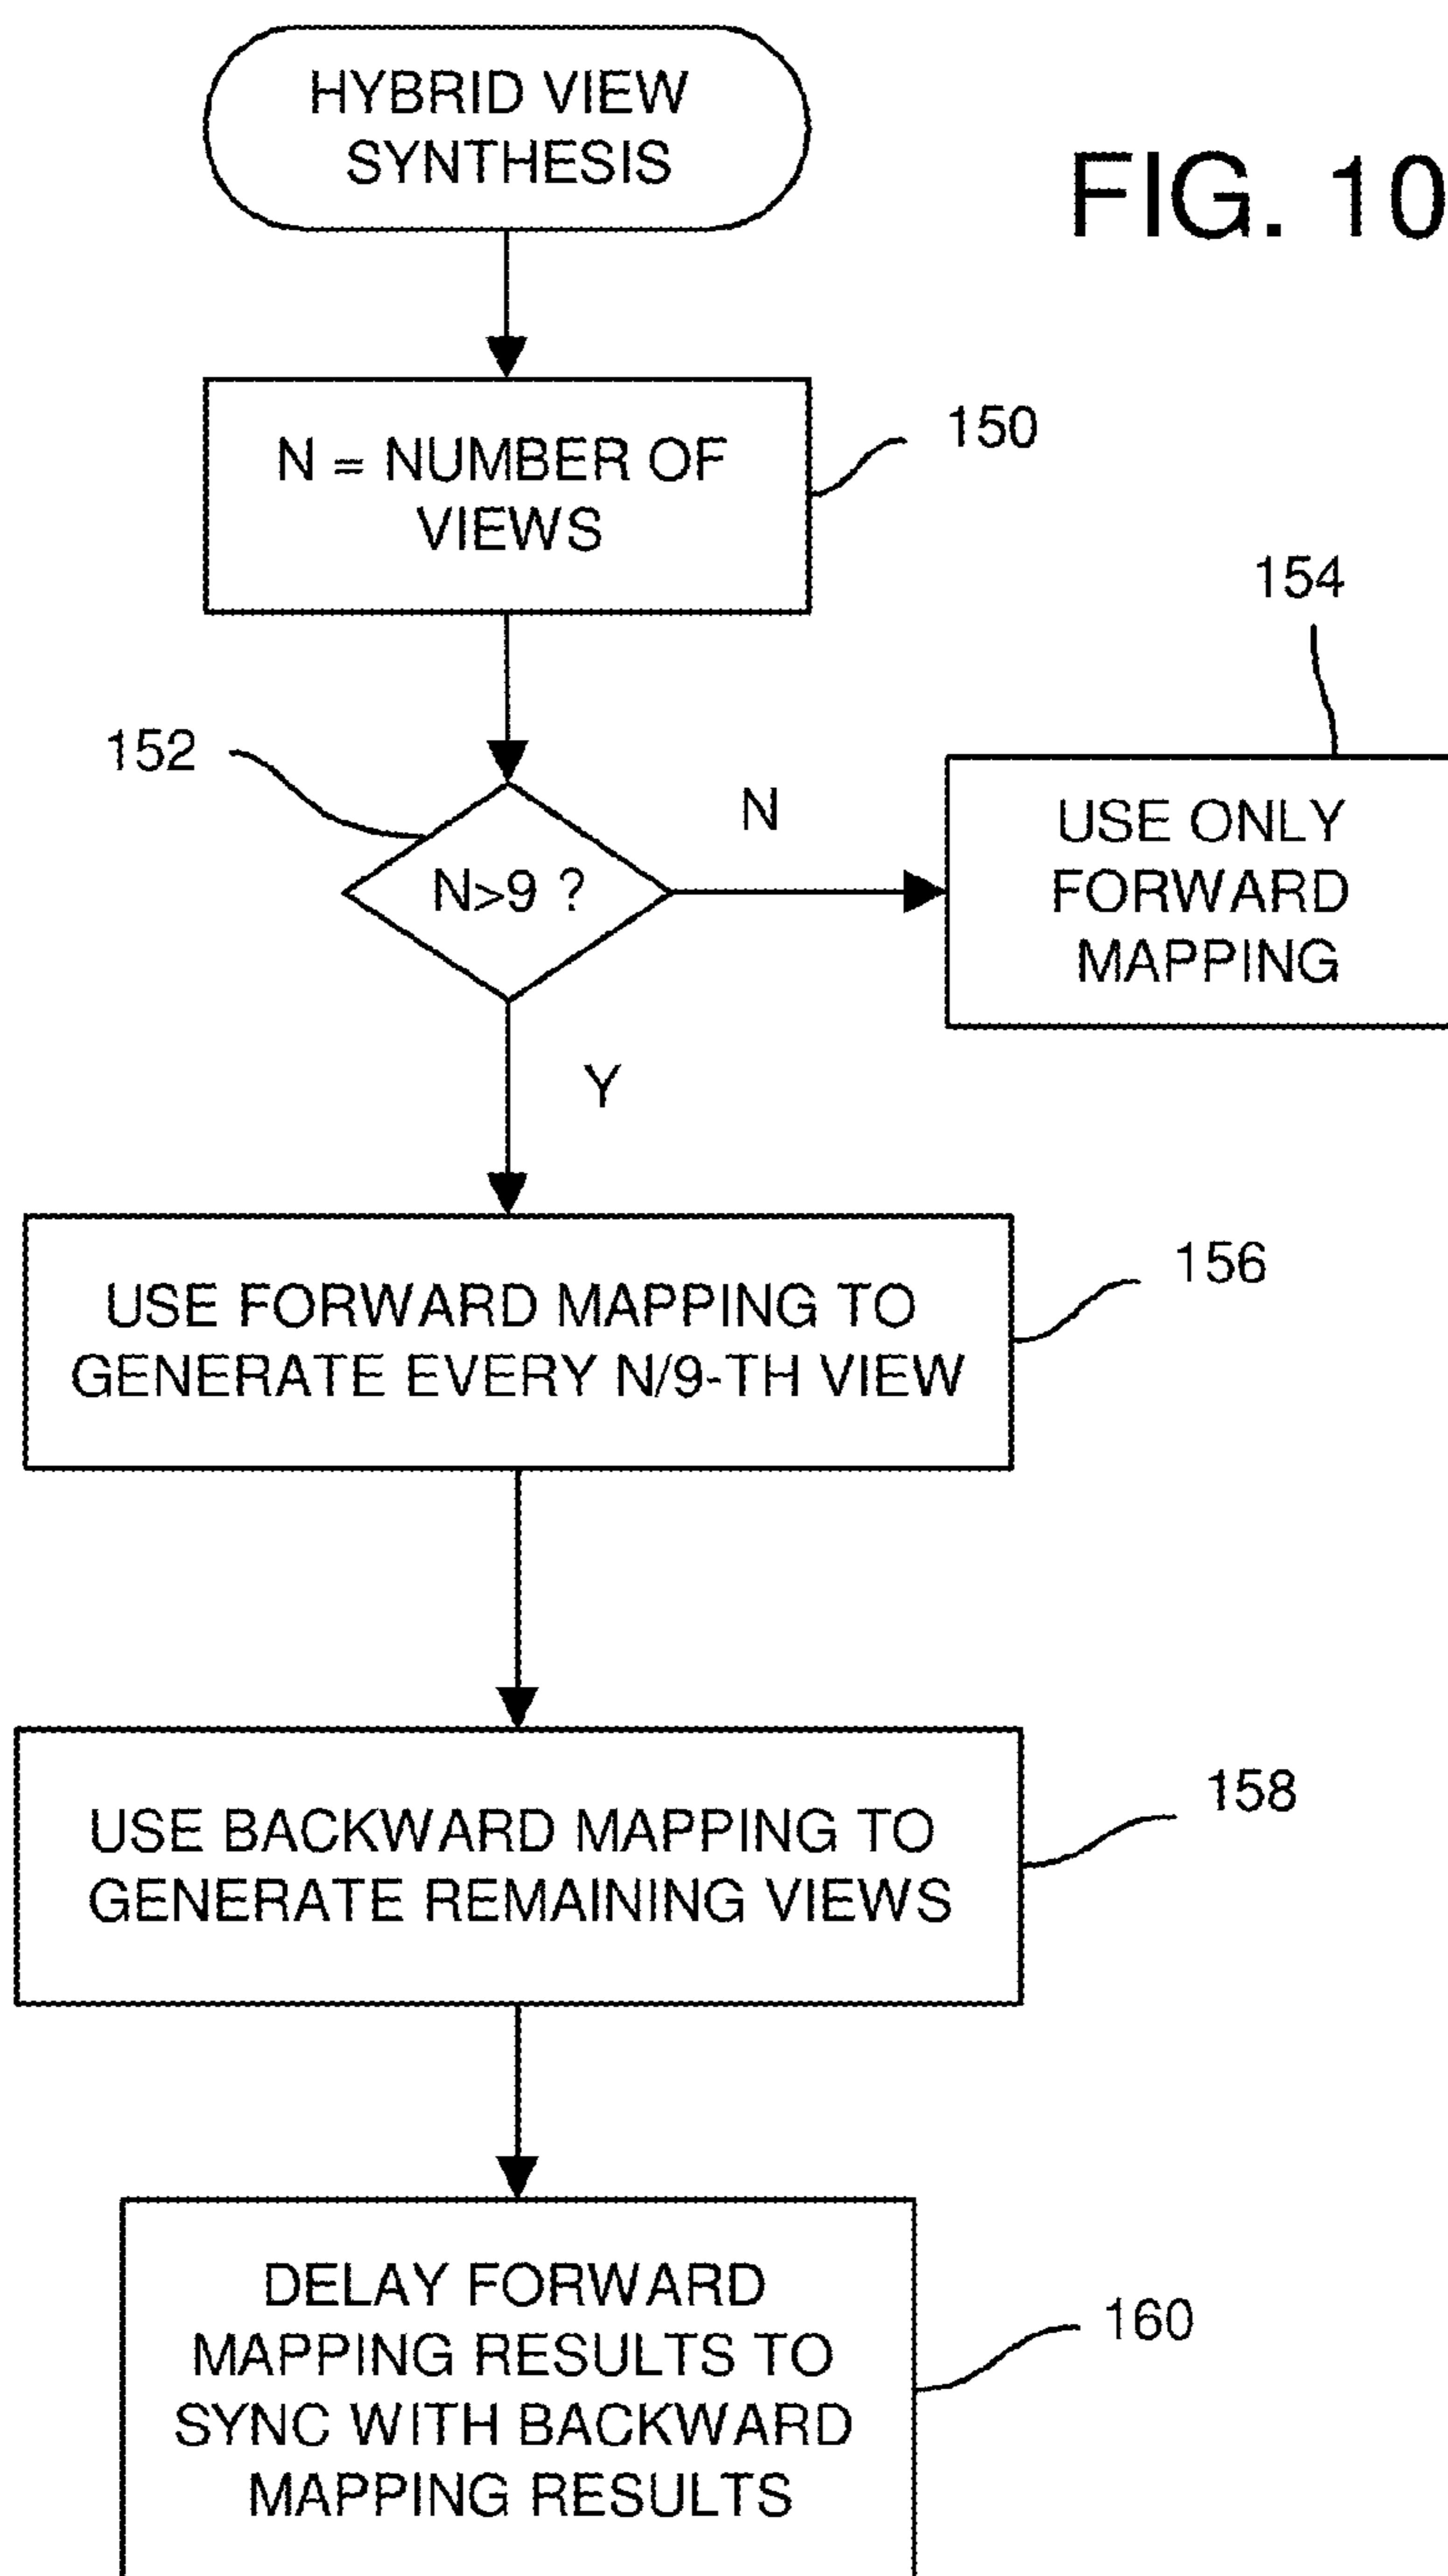 HYBRID VIEW
SYNTHESIS
FIG. 10
N = NUMBER OF
VIEWS
150
154
152
N>9 ?
N
USE ONLY
FORWARD
MAPPING
Y
156
USE FORWARD MAPPING TO
GENERATE EVERY N/9-TH VIEW
158
USE BACKWARD MAPPING TO
GENERATE REMAINING VIEWS
DELAY FORWARD
MAPPING RESULTS TO
SYNC WITH BACKWARD
MAPPING RESULTS
160